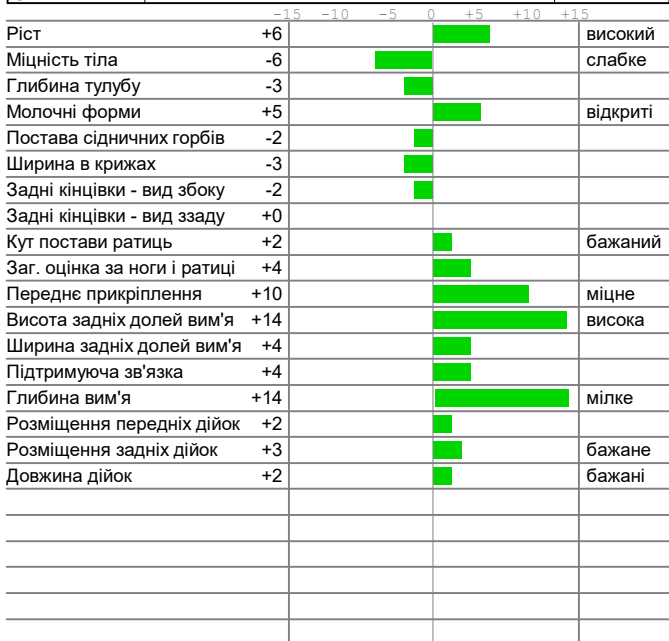 -15 -10 -5 0 +5 +10 +15
Ріст +6 високий
Міцність тіла -6 слабке
Глибина тулубу -3
Молочні форми +5 відкриті
Постава сідничних горбів -2
Ширина в крижах -3
Задні кінцівки - вид збоку -2
Задні кінцівки - вид ззаду +0
Кут постави ратиць +2 бажаний
Заг. оцінка за ноги і ратиці +4
Переднє прикріплення +10 міцне
Висота задніх долей вим'я +14 висока
Ширина задніх долей вим'я +4
Підтримуюча зв'язка +4
Глибина вим'я +14 мілке
Розміщення передніх дійок +2
Розміщення задніх дійок +3 бажане
Довжина дійок +2 бажані